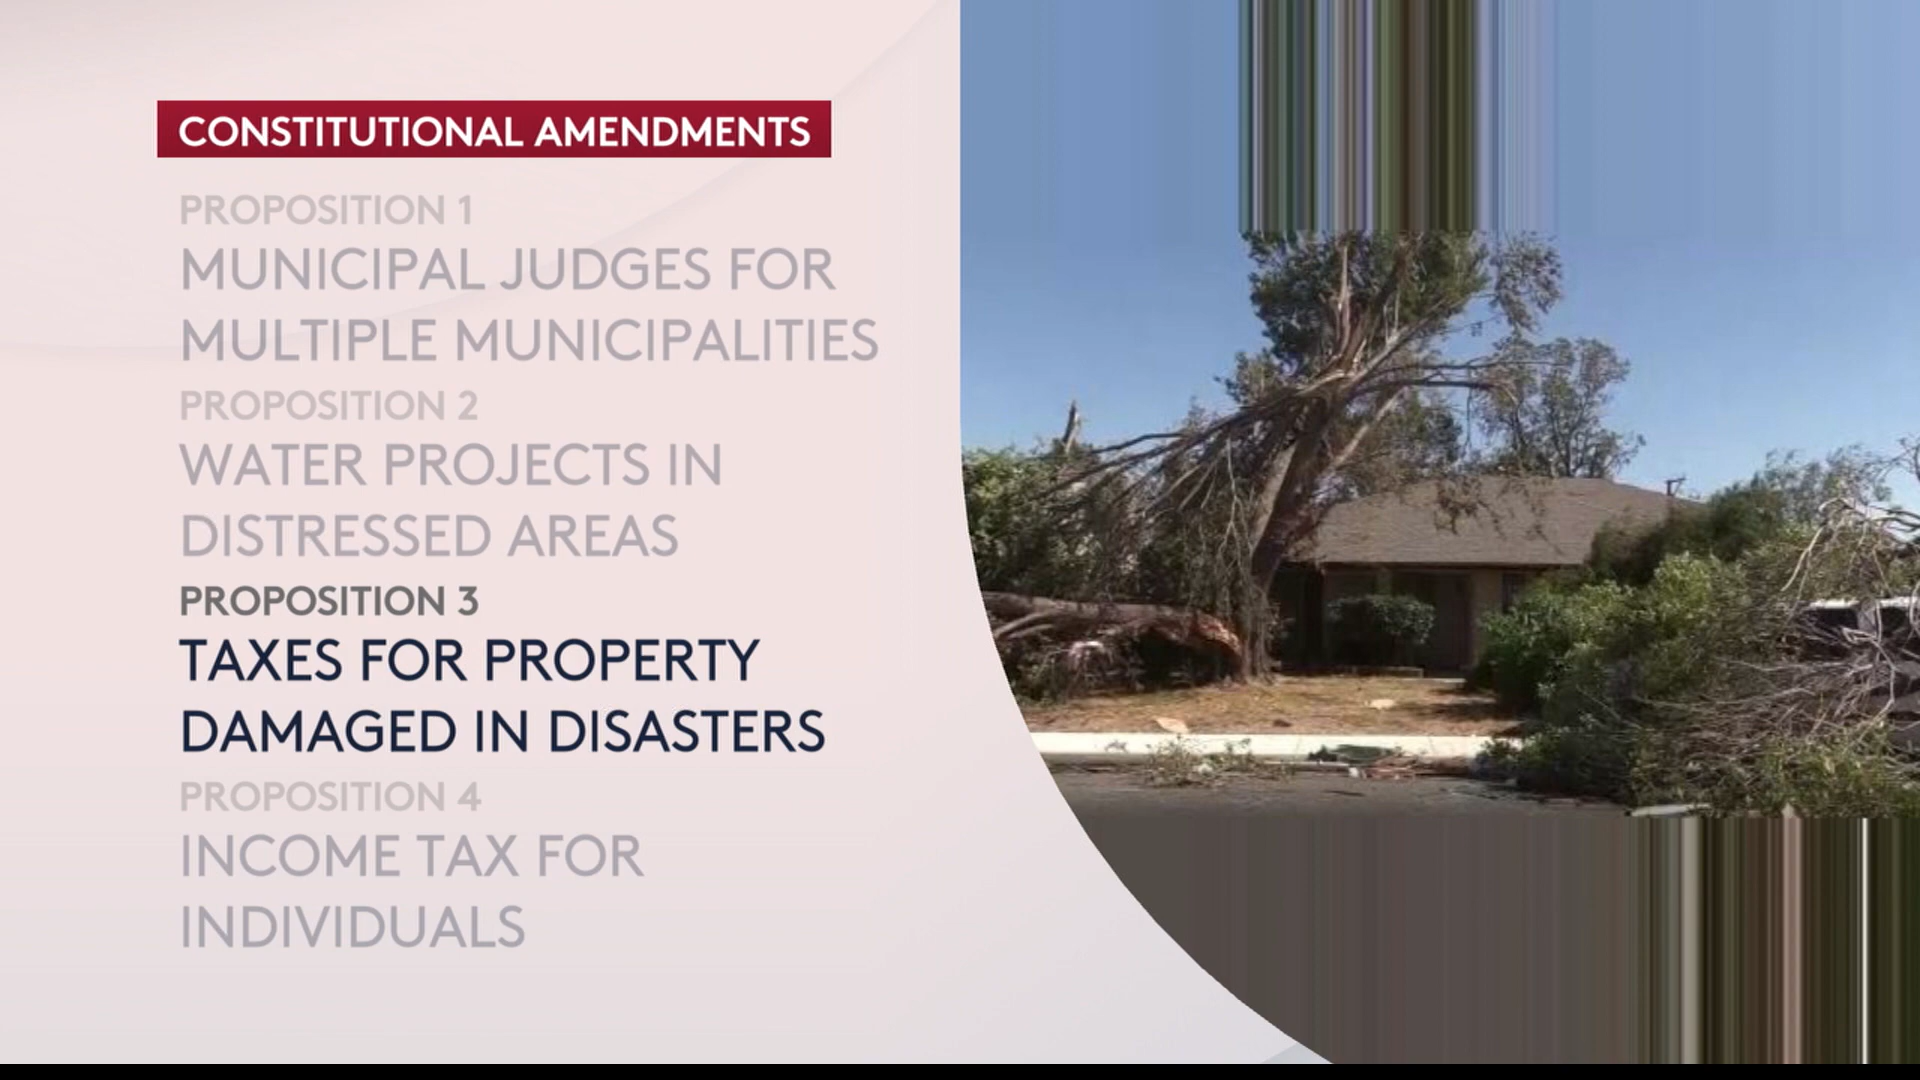 CONSTITUTIONAL AMENDMENTS
PROPOSITION 1
MUNICIPAL JUDGES FOR
MULTIPLE MUNICIPALITIES
PROPOSITION 2
WATER PROJECTS IN
DISTRESSED AREAS
PROPOSITION 3
TAXES FOR PROPERTY
DAMAGED IN DISASTERS
PROPOSITION 4
INCOME TAX FOR
INDIVIDUALS